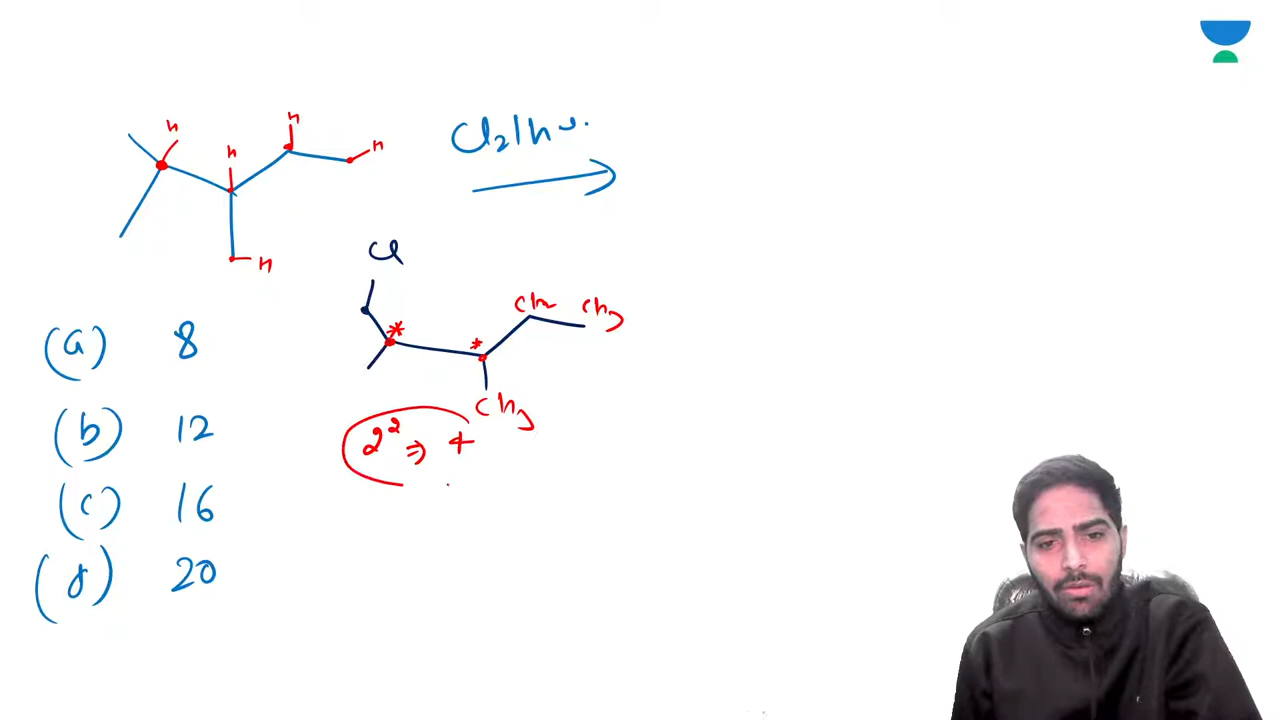 H
H
H
H
H
Cl₂/hν.
Cl
*
*
CH₂ CH₃
CH₃
2² ⇒ 4
(a) 8
(b) 12
(c) 16
(d) 20